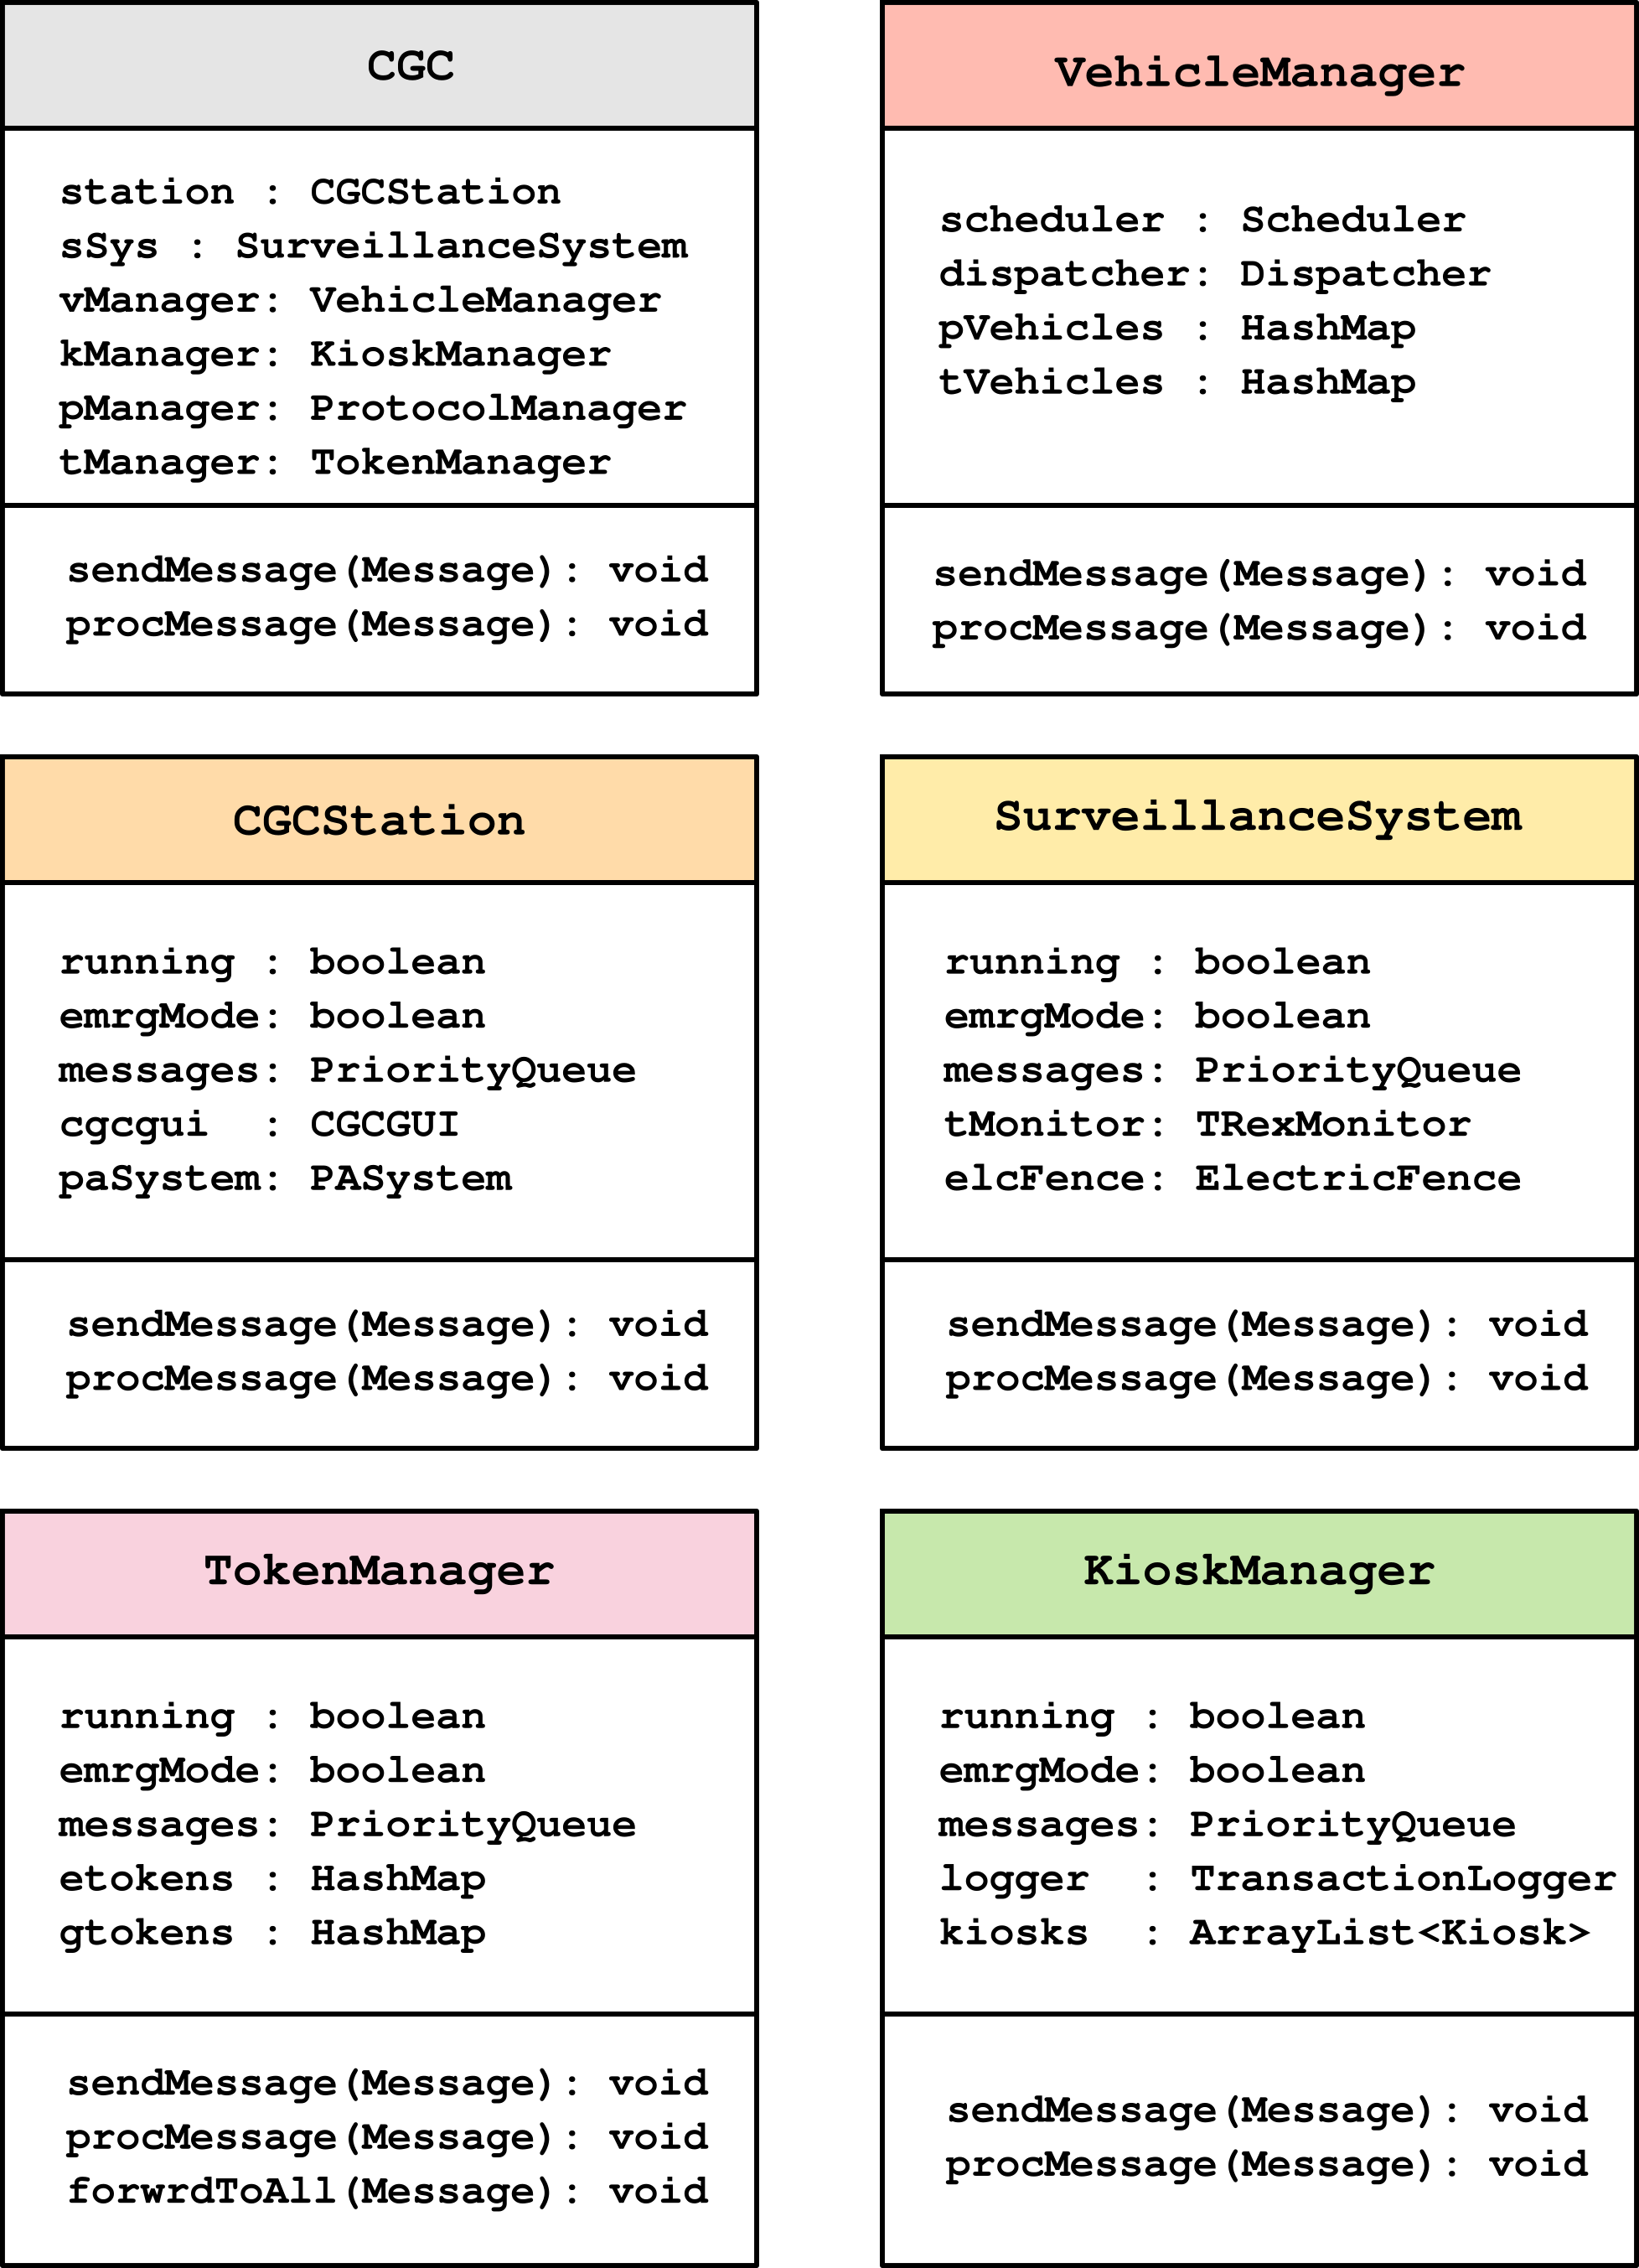 CGC
station : CGCStation
sSys : SurveillanceSystem
vManager: VehicleManager
kManager: KioskManager
pManager: ProtocolManager
tManager: TokenManager
sendMessage(Message): void
procMessage(Message): void
VehicleManager
scheduler : Scheduler
dispatcher: Dispatcher
pVehicles : HashMap
tVehicles : HashMap
sendMessage(Message): void
procMessage(Message): void
CGCStation
running : boolean
emrgMode: boolean
messages: PriorityQueue
cgcgui  : CGCGUI
paSystem: PASystem
sendMessage(Message): void
procMessage(Message): void
SurveillanceSystem
running : boolean
emrgMode: boolean
messages: PriorityQueue
tMonitor: TRexMonitor
elcFence: ElectricFence
sendMessage(Message): void
procMessage(Message): void
TokenManager
running : boolean
emrgMode: boolean
messages: PriorityQueue
etokens : HashMap
gtokens : HashMap
sendMessage(Message): void
procMessage(Message): void
forwrdToAll(Message): void
KioskManager
running : boolean
emrgMode: boolean
messages: PriorityQueue
logger  : TransactionLogger
kiosks  : ArrayList<Kiosk>
sendMessage(Message): void
procMessage(Message): void